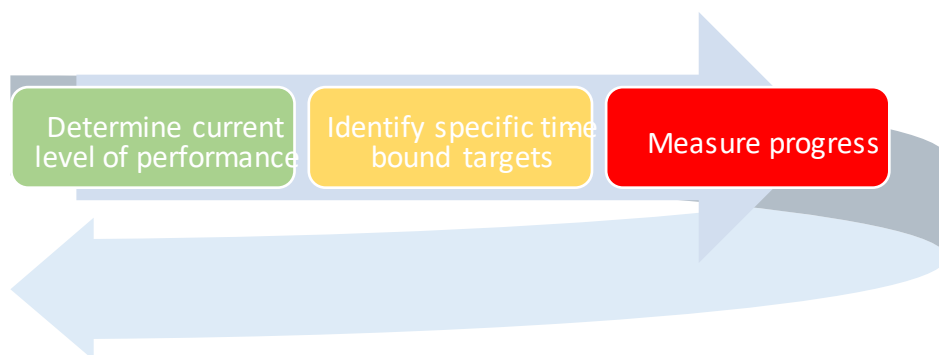 Determine current
level of performance
Identify specific time-
bound targets
Measure progress